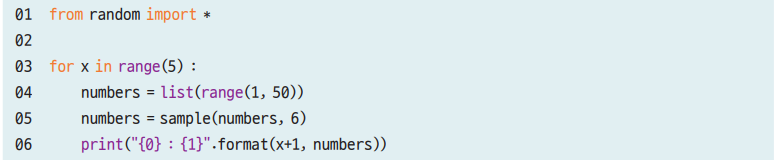 01 from random import *
02
03 for x in range(5) :
04     numbers = list(range(1, 50))
05     numbers = sample(numbers, 6)
06     print("{0} : {1}".format(x+1, numbers))